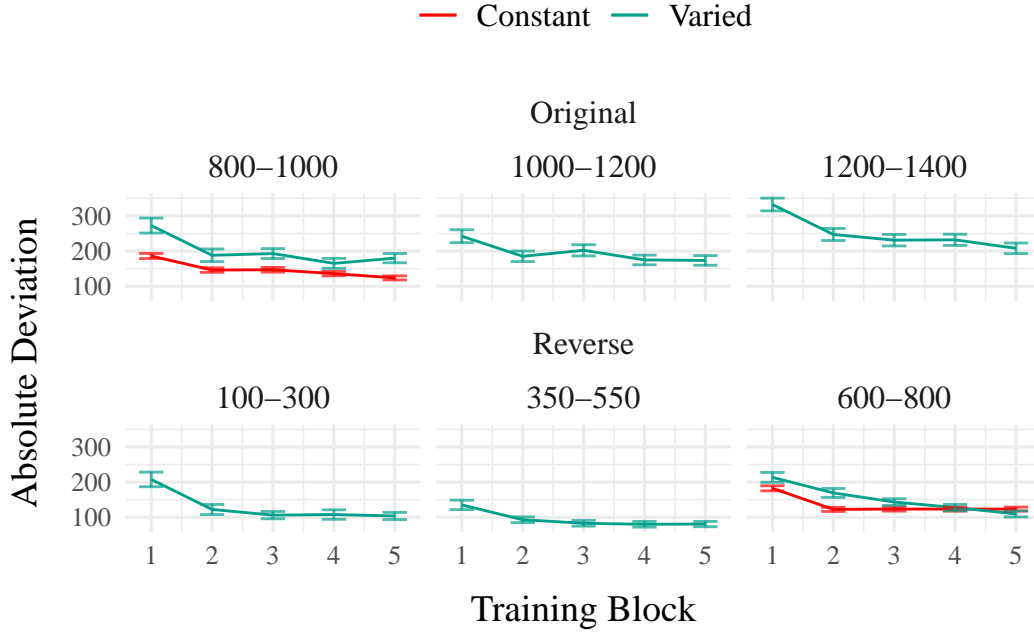 Constant Varied
Original
800–1000 1000–1200 1200–1400
300
200
100
Absolute Deviation
Reverse
100–300 350–550 600–800
300
200
100
1 2 3 4 5 1 2 3 4 5 1 2 3 4 5
Training Block